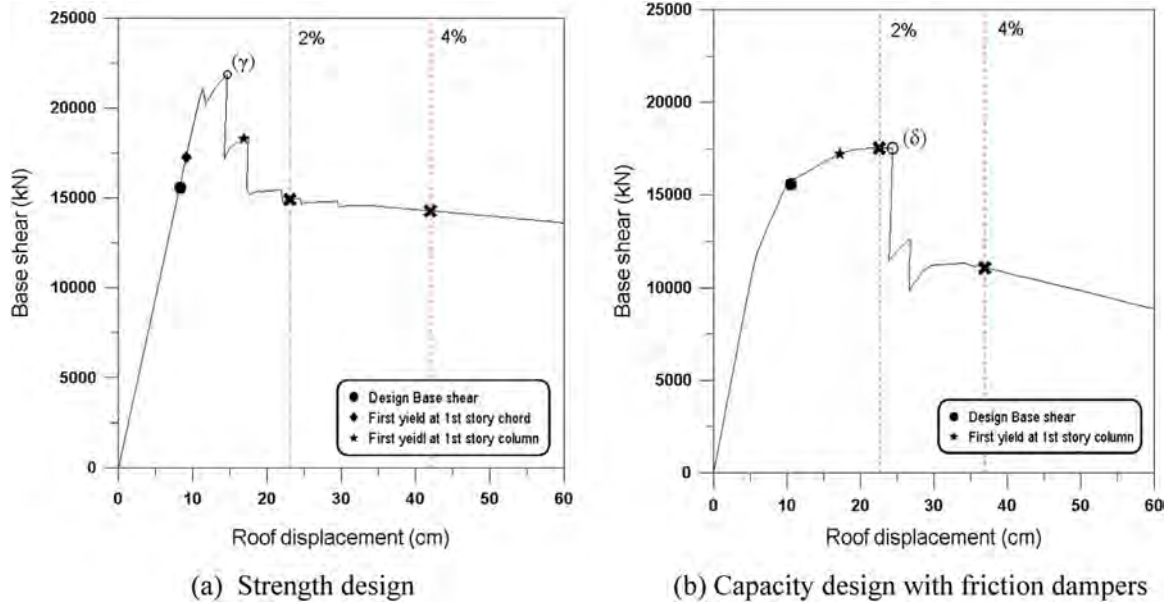 25000
20000
15000
10000
5000
0
Base shear (kN)
2%
4%
(γ)
Design Base shear
First yield at 1st story chord
First yeidl at 1st story column
0 10 20 30 40 50 60
Roof displacement (cm)
(a) Strength design
25000
20000
15000
10000
5000
0
Base shear (kN)
2%
4%
(δ)
Design Base shear
First yield at 1st story column
0 10 20 30 40 50 60
Roof displacement (cm)
(b) Capacity design with friction dampers